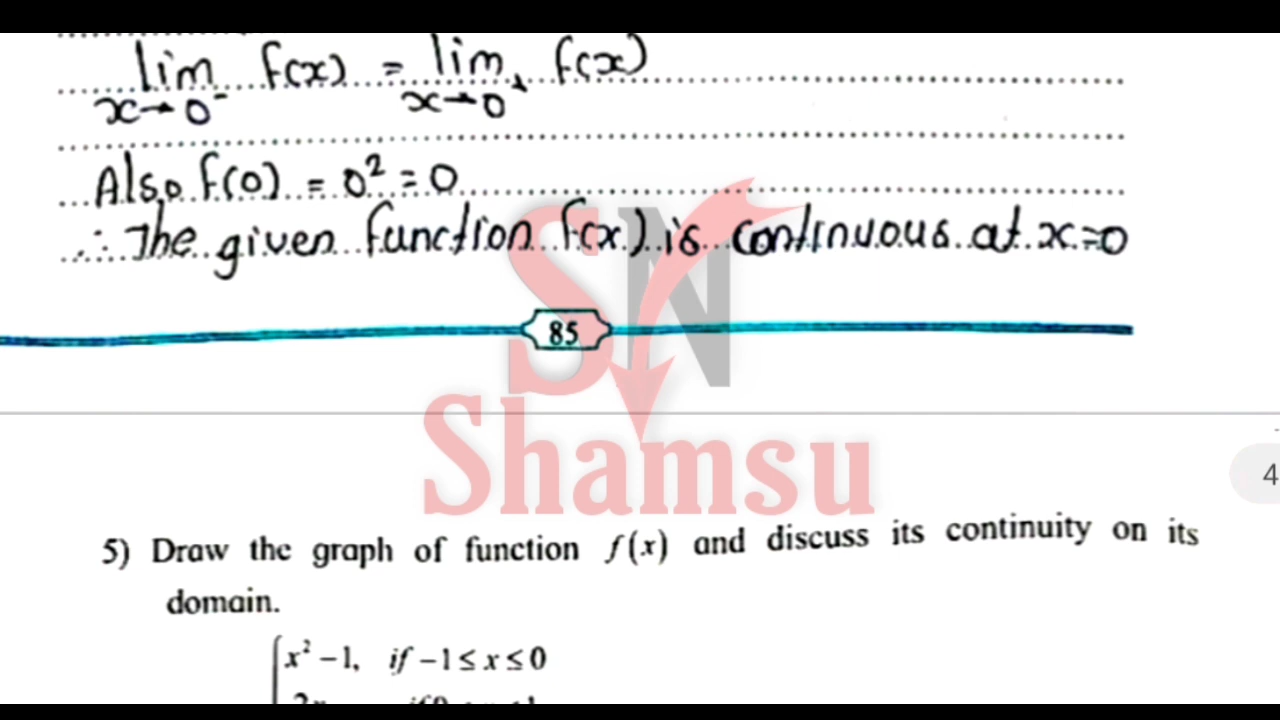 lim f(x) = lim f(x)
x→0⁻ x→0⁺
Also f(0) = 0² = 0
∴ The given function f(x) is continuous at x=0
85
SN
Shamsu
4
5) Draw the graph of function f(x) and discuss its continuity on its
domain.
x² − 1, if −1 ≤ x ≤ 0